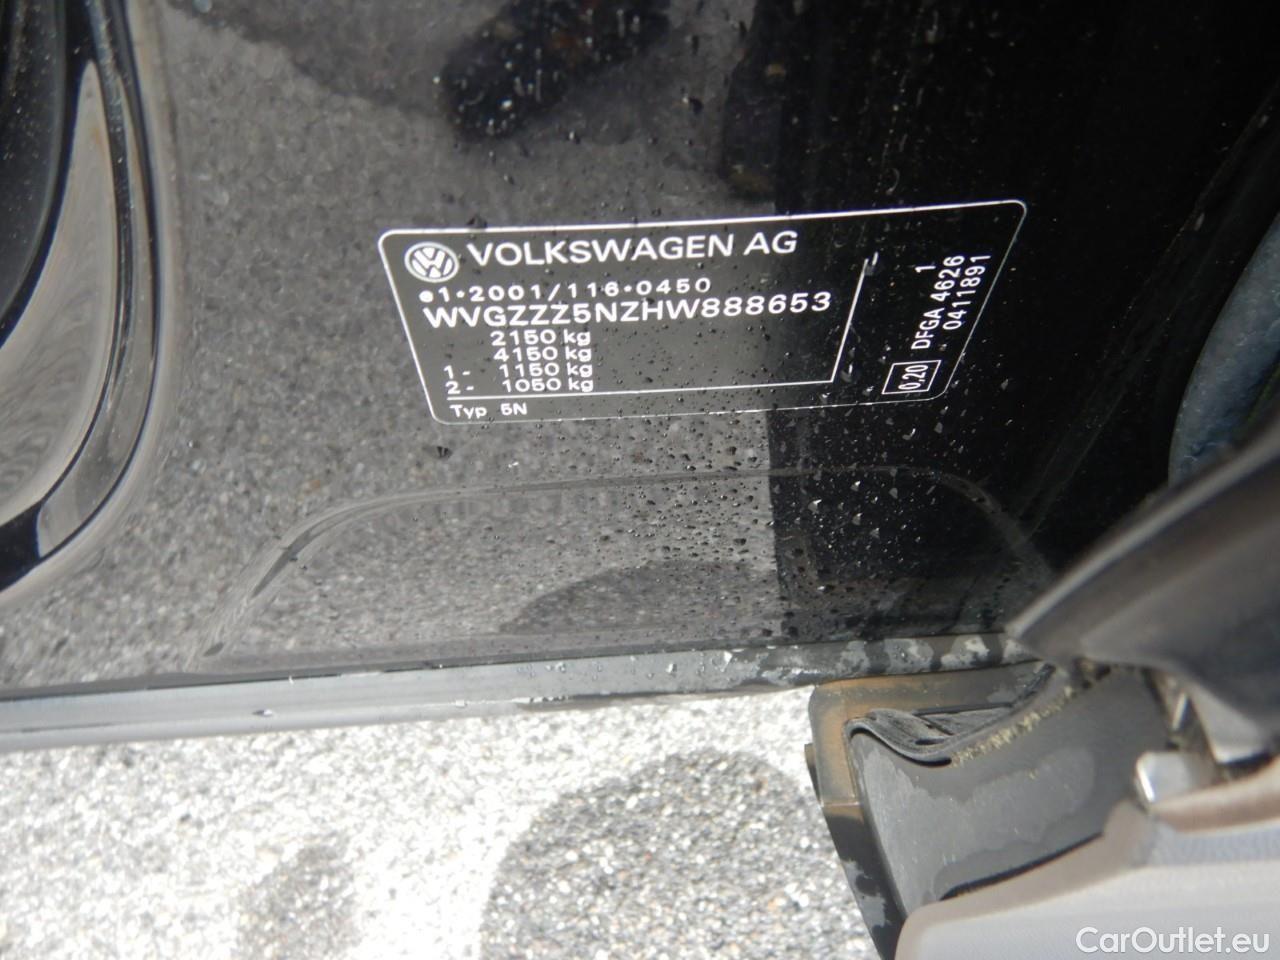 VOLKSWAGEN AG
e1*2001/116*0450
WVGZZZ5NZHW888653
2150 kg
4150 kg
1- 1150 kg
2- 1050 kg
Typ 5N
0,20
DFGA 4626 1
0411891
CarOutlet.eu